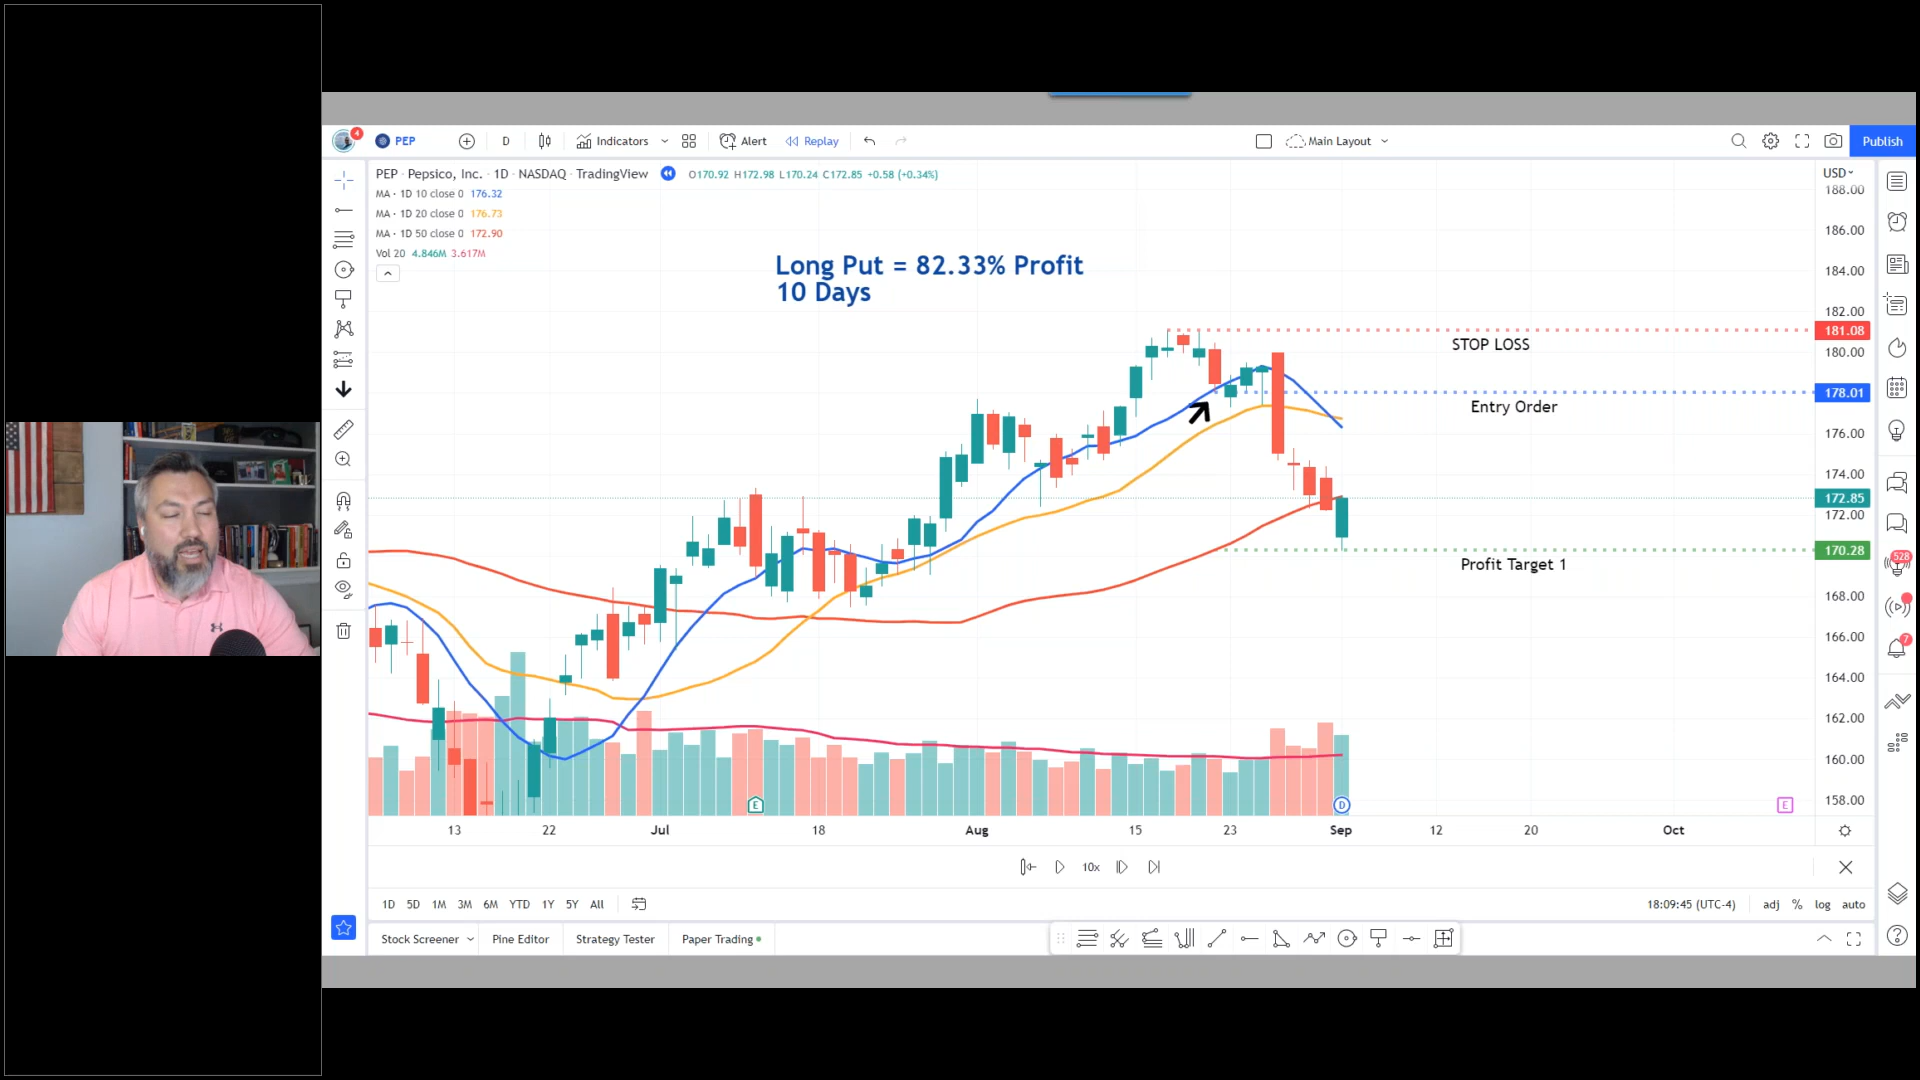 4
PEP
D
Indicators
Alert
Replay
Main Layout
Publish
PEP · Pepsico, Inc. · 1D · NASDAQ · TradingView
O170.92 H172.98 L170.24 C172.85 +0.58 (+0.34%)
MA · 1D 10 close 0 176.32
MA · 1D 20 close 0 176.73
MA · 1D 50 close 0 172.90
Vol 20 4.846M 3.617M
Long Put = 82.33% Profit
10 Days
USD
188.00
186.00
184.00
182.00
181.08
STOP LOSS
180.00
178.01
Entry Order
176.00
174.00
172.85
172.00
170.28
Profit Target 1
168.00
166.00
164.00
162.00
160.00
158.00
528
7
E
D
E
13
22
Jul
18
Aug
15
23
Sep
12
20
Oct
10x
1D
5D
1M
3M
6M
YTD
1Y
5Y
All
18:09:45 (UTC-4)
adj
%
log
auto
Stock Screener
Pine Editor
Strategy Tester
Paper Trading